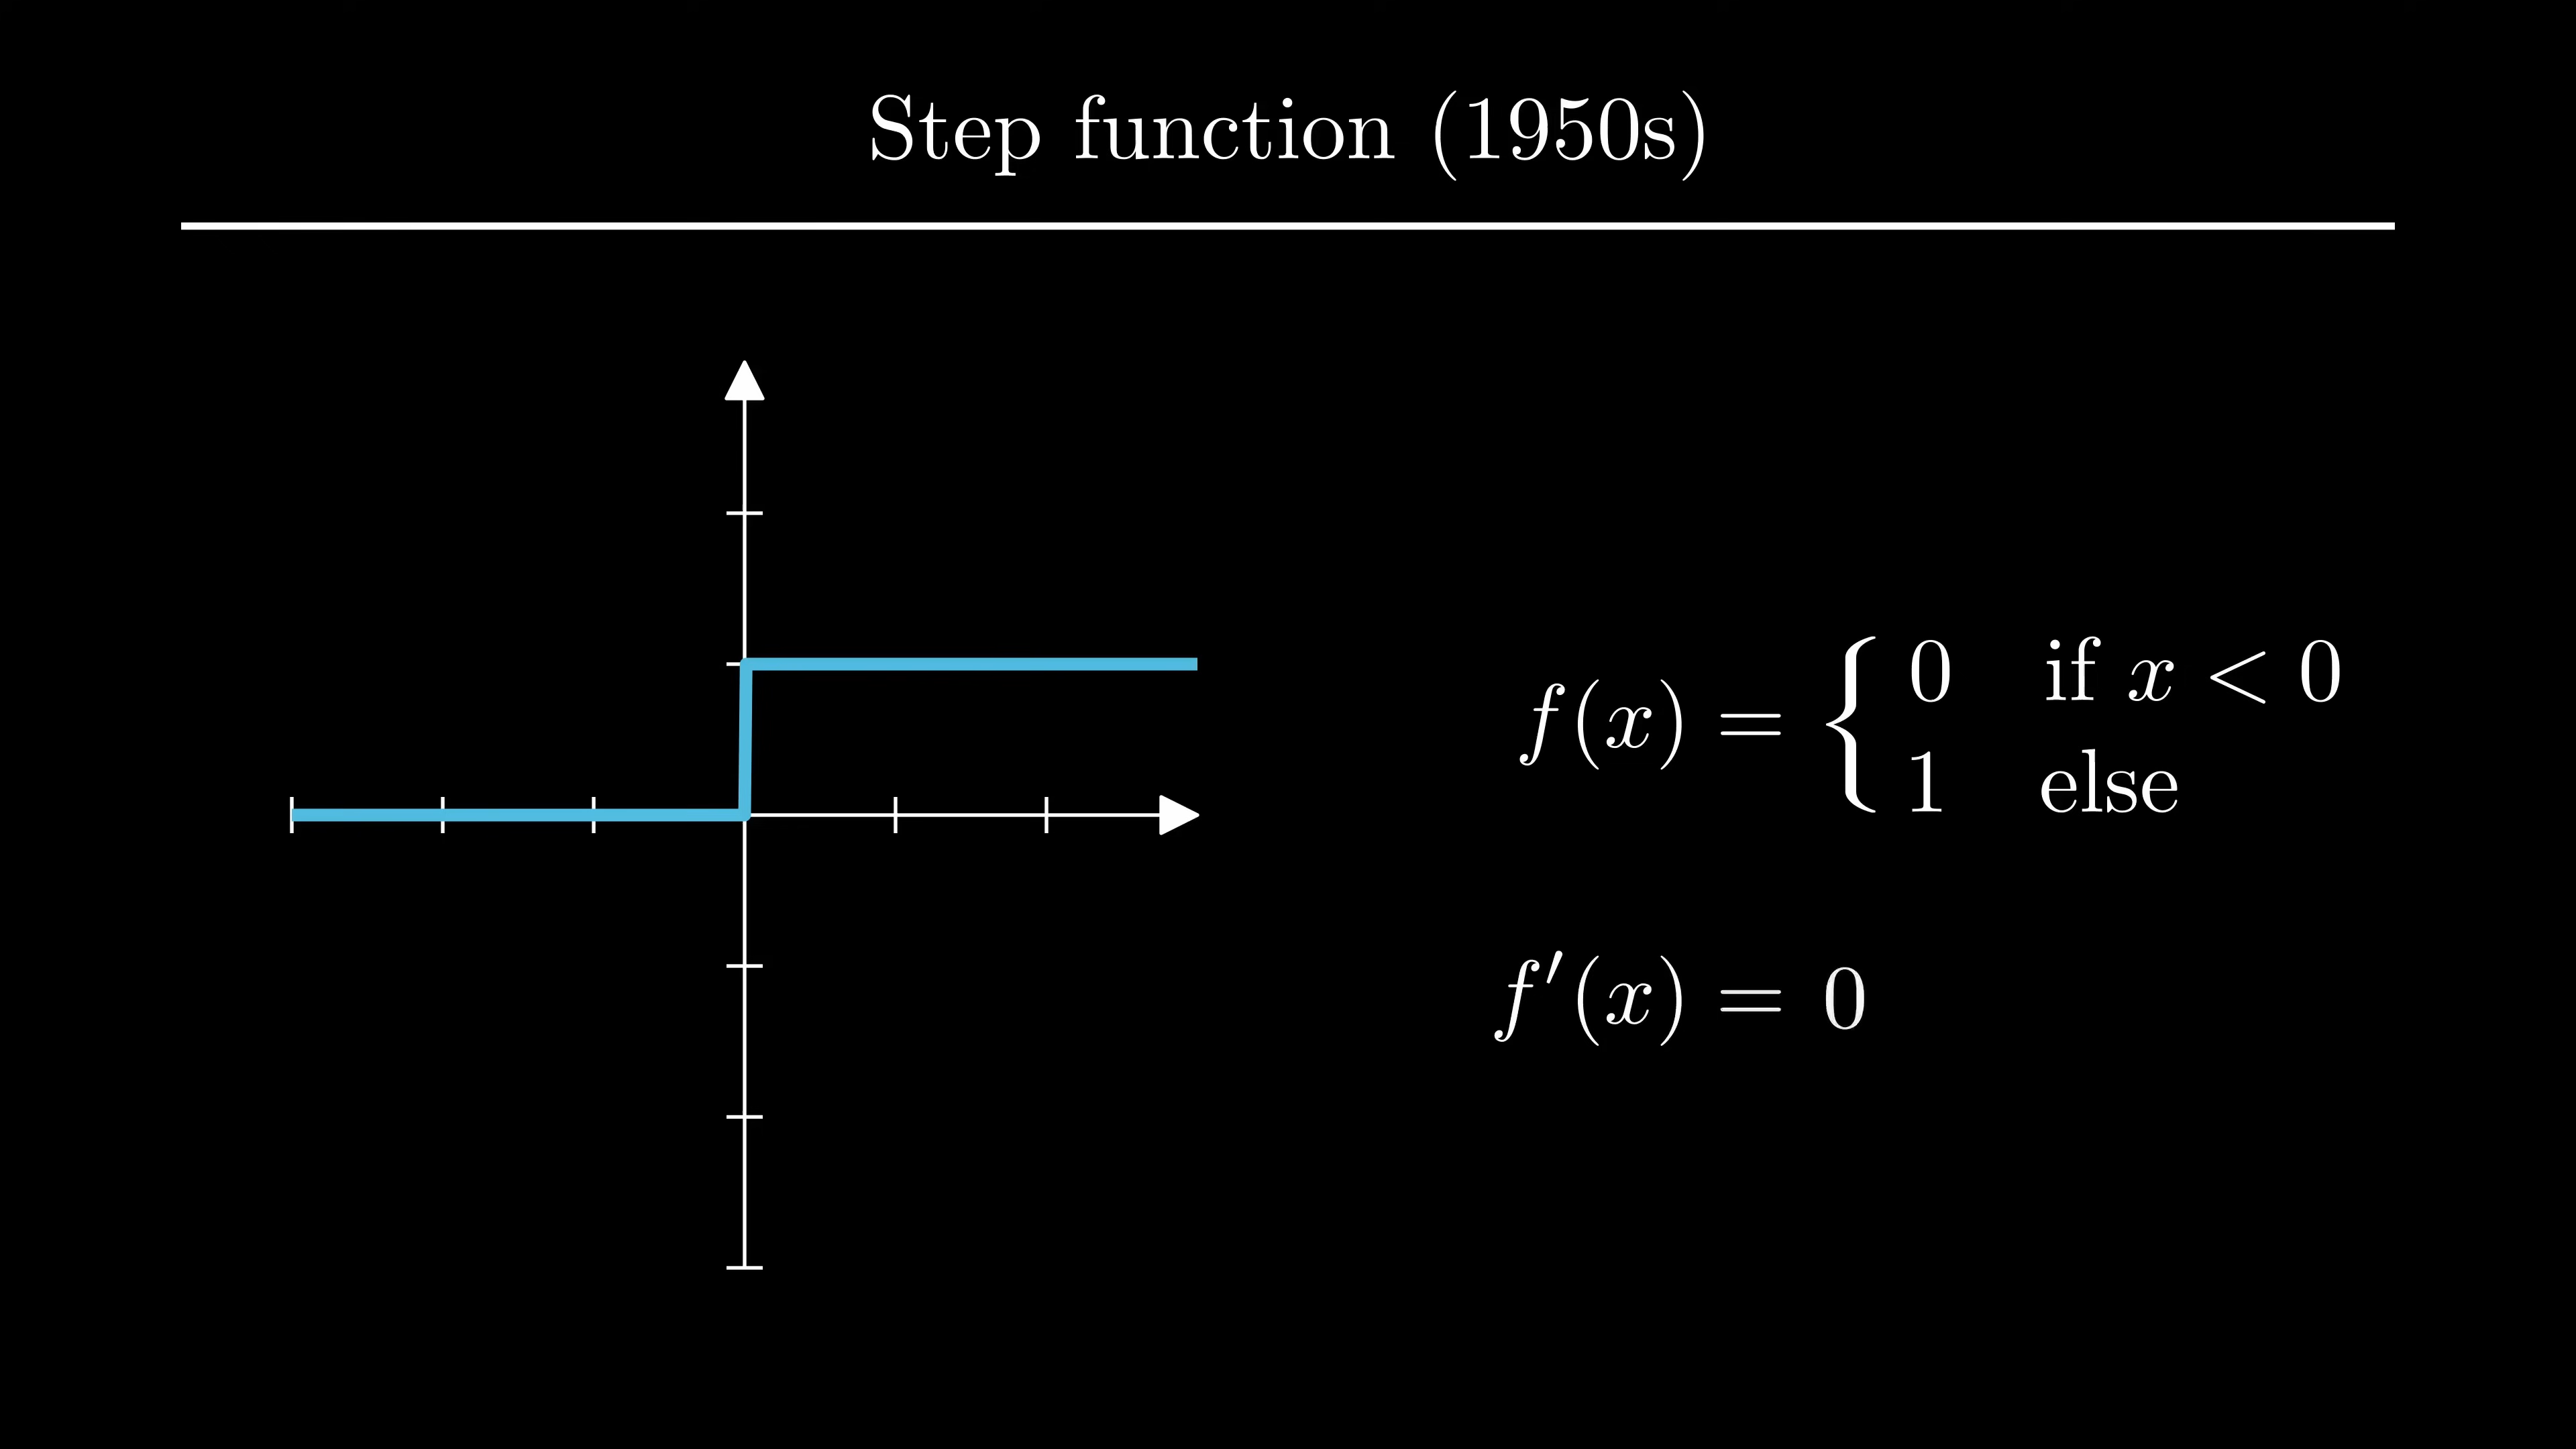 Step function (1950s)
f(x) = { 0 if x < 0
1 else
f′(x) = 0